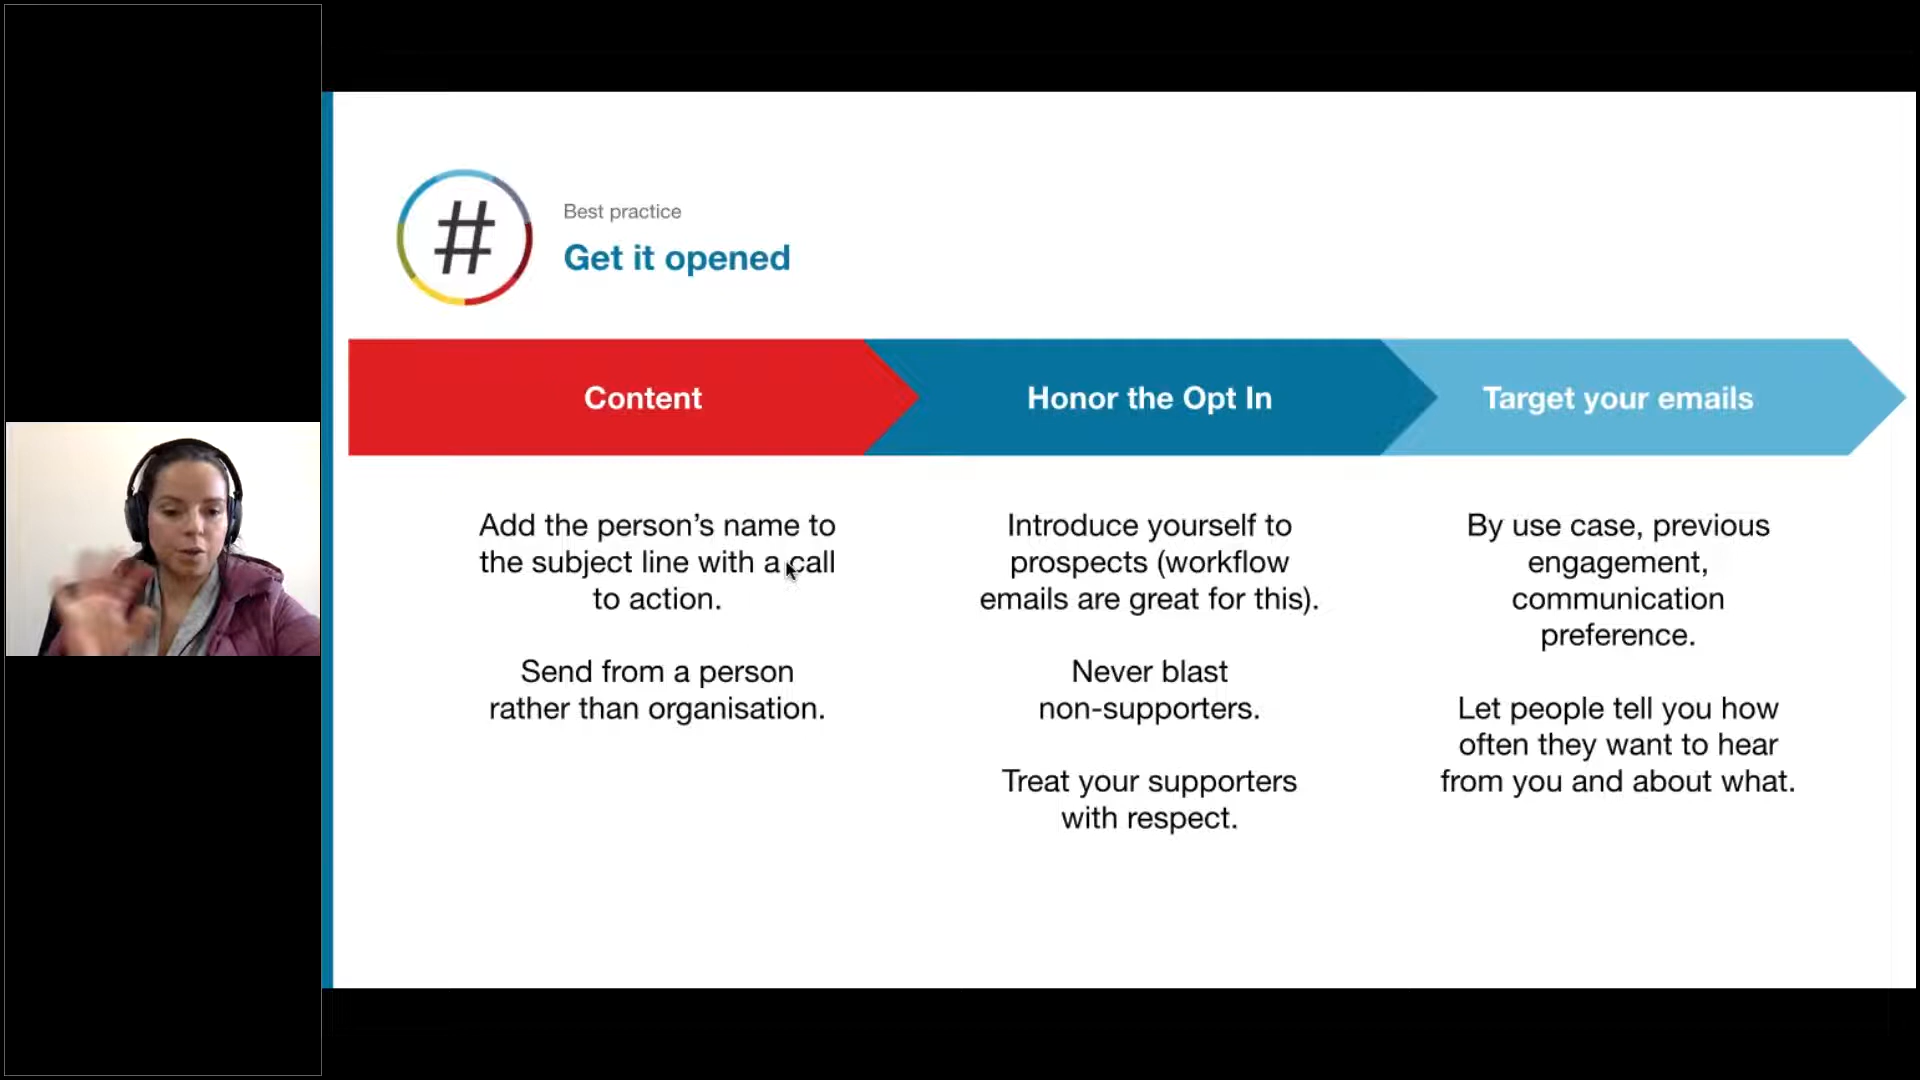 #
Best practice
Get it opened
Content
Honor the Opt In
Target your emails
Add the person’s name to
the subject line with a call
to action.
Send from a person
rather than organisation.
Introduce yourself to
prospects (workflow
emails are great for this).
Never blast
non-supporters.
Treat your supporters
with respect.
By use case, previous
engagement,
communication
preference.
Let people tell you how
often they want to hear
from you and about what.